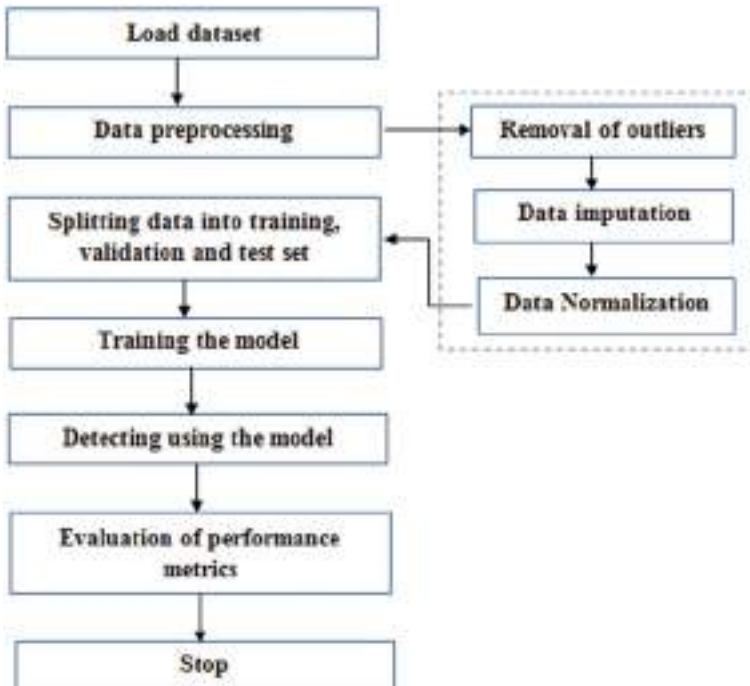 Load dataset
Data preprocessing
Removal of outliers
Data imputation
Data Normalization
Splitting data into training,
validation and test set
Training the model
Detecting using the model
Evaluation of performance
metrics
Stop